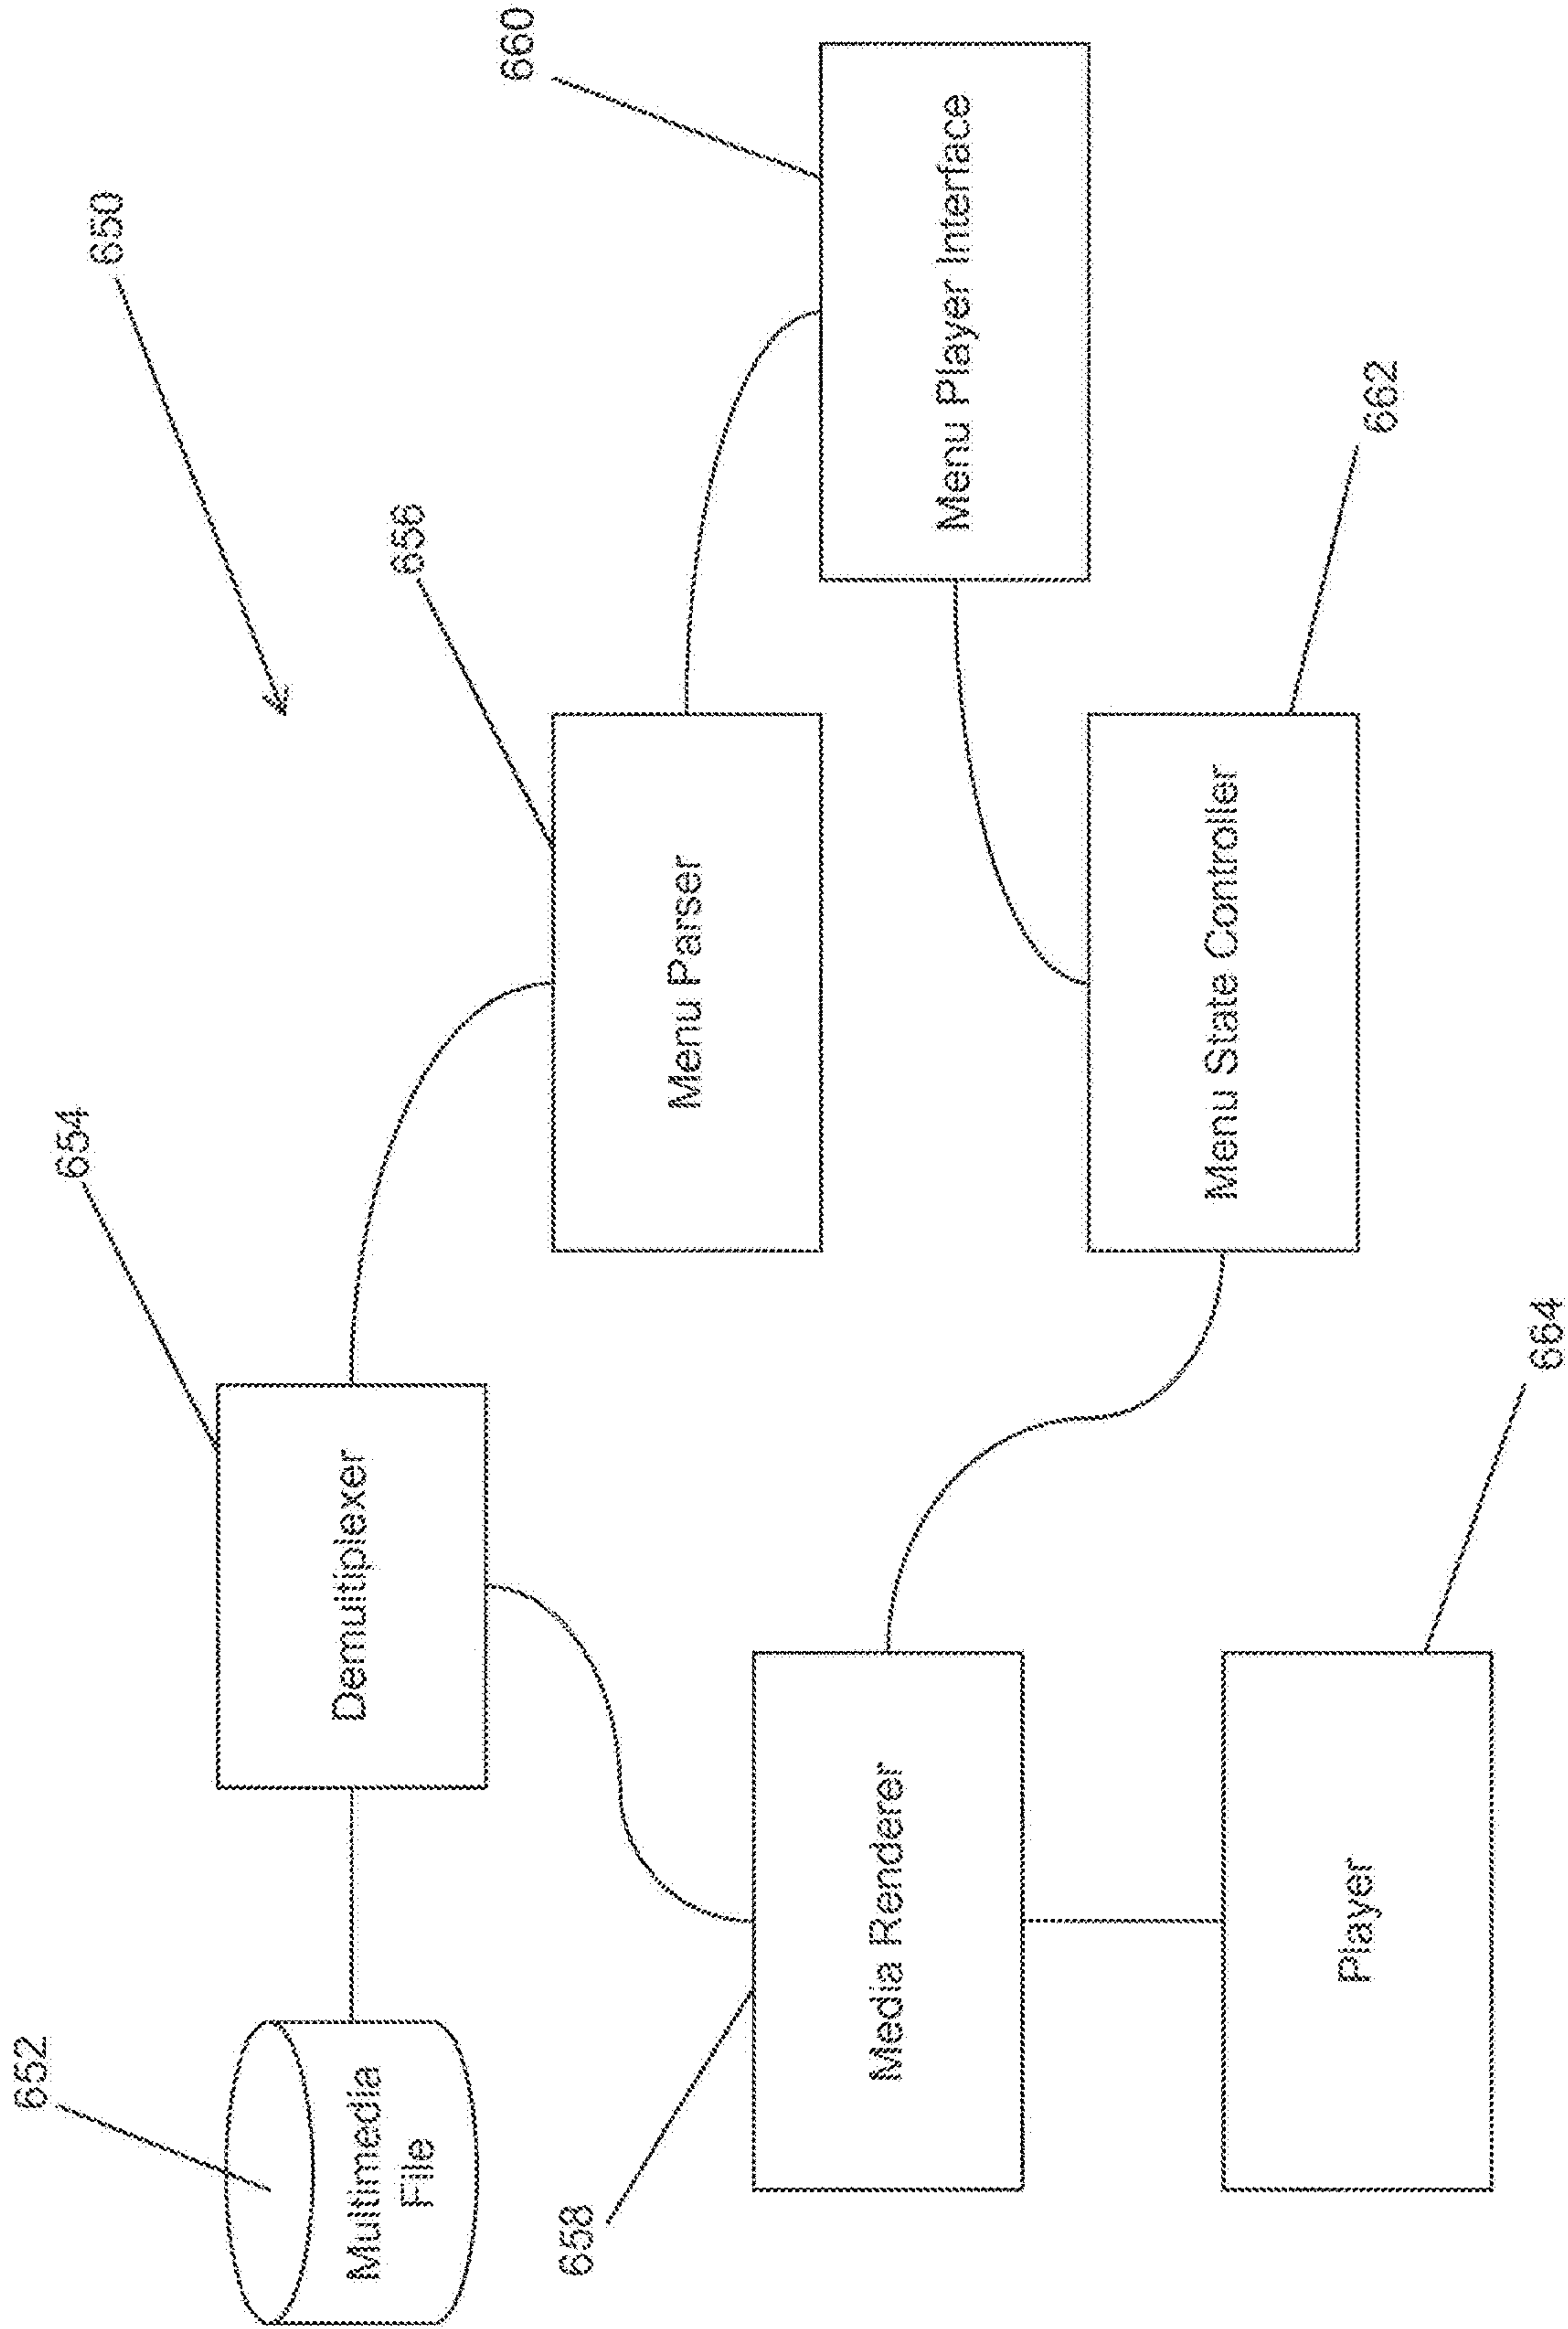 650
652
Multimedia
File
654
Demultiplexer
656
Menu Parser
658
Media Renderer
660
Menu Player Interface
662
Menu State Controller
664
Player